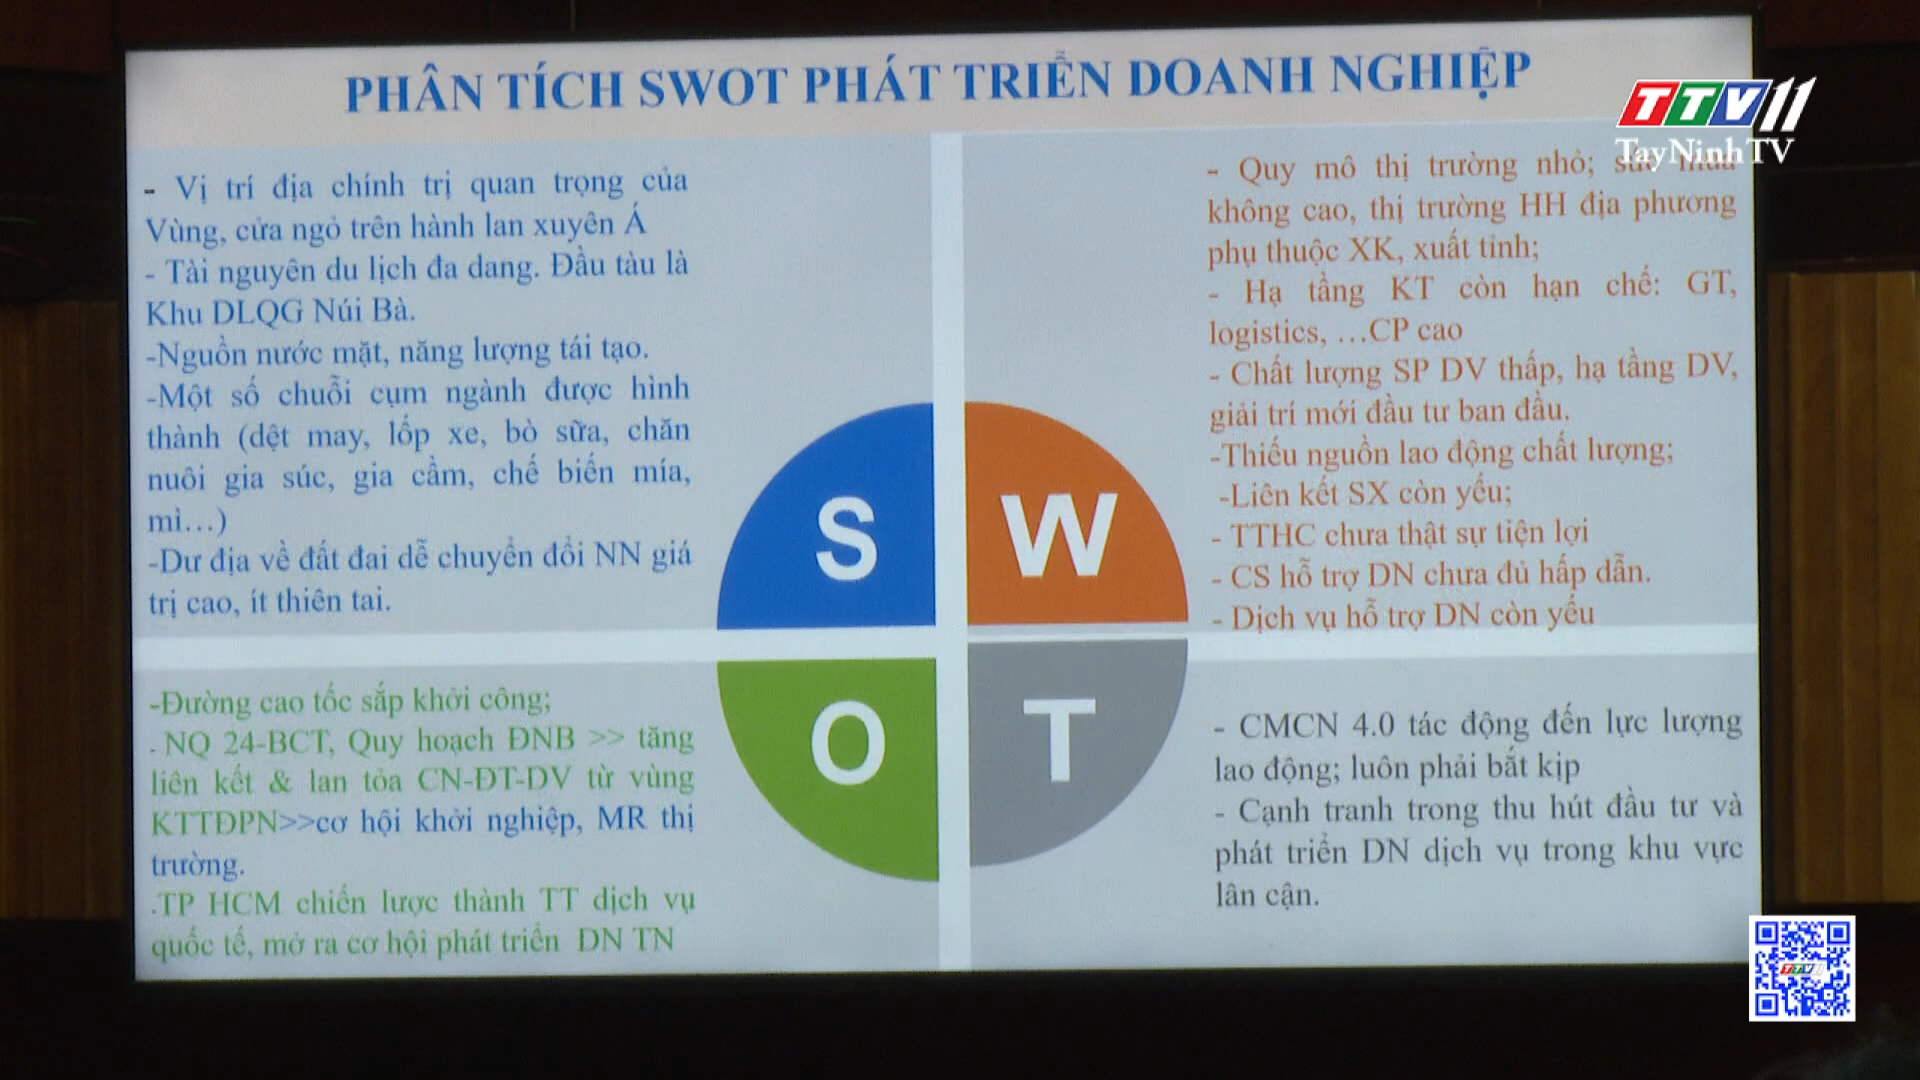 PHÂN TÍCH SWOT PHÁT TRIỂN DOANH NGHIỆP
TTV11
TayNinhTV
- Vị trí địa chính trị quan trọng của
Vùng, cửa ngỏ trên hành lan xuyên Á
- Tài nguyên du lịch đa dang. Đầu tàu là
Khu DLQG Núi Bà.
-Nguồn nước mặt, năng lượng tái tạo.
-Một số chuỗi cụm ngành được hình
thành (dệt may, lốp xe, bò sữa, chăn
nuôi gia súc, gia cầm, chế biến mía,
mì...)
-Dư địa về đất đai dễ chuyển đổi NN giá
trị cao, ít thiên tai.
S
- Quy mô thị trường nhỏ; sức mua
không cao, thị trường HH địa phương
phụ thuộc XK, xuất tỉnh;
- Hạ tầng KT còn hạn chế: GT,
logistics, …CP cao
- Chất lượng SP DV thấp, hạ tầng DV,
giải trí mới đầu tư ban đầu.
-Thiếu nguồn lao động chất lượng;
-Liên kết SX còn yếu;
- TTHC chưa thật sự tiện lợi
- CS hỗ trợ DN chưa đủ hấp dẫn.
- Dịch vụ hỗ trợ DN còn yếu
W
-Đường cao tốc sắp khởi công;
- NQ 24-BCT, Quy hoạch ĐNB >> tăng
liên kết & lan tỏa CN-ĐT-DV từ vùng
KTTĐPN>>cơ hội khởi nghiệp, MR thị
trường.
.TP HCM chiến lược thành TT dịch vụ
quốc tế, mở ra cơ hội phát triển DN TN
O
- CMCN 4.0 tác động đến lực lượng
lao động; luôn phải bắt kịp
- Cạnh tranh trong thu hút đầu tư và
phát triển DN dịch vụ trong khu vực
lân cận.
T
TTV11